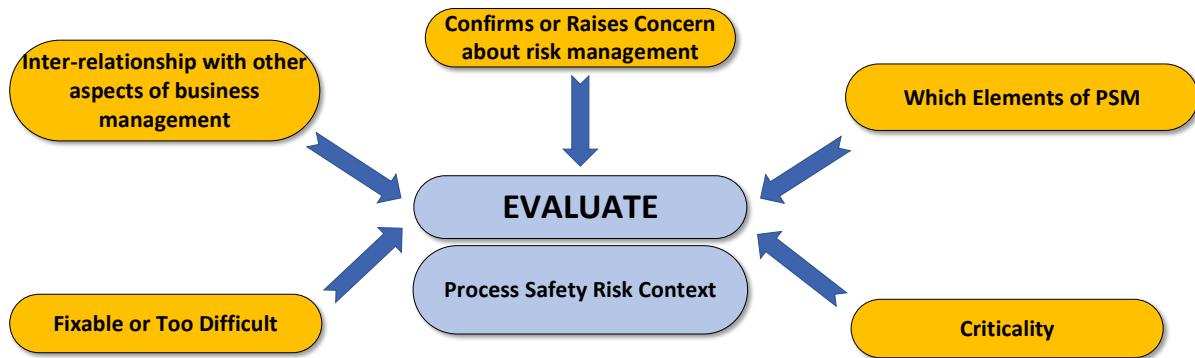 Confirms or Raises Concern
about risk management
Inter-relationship with other
aspects of business
management
Which Elements of PSM
EVALUATE
Process Safety Risk Context
Fixable or Too Difficult
Criticality